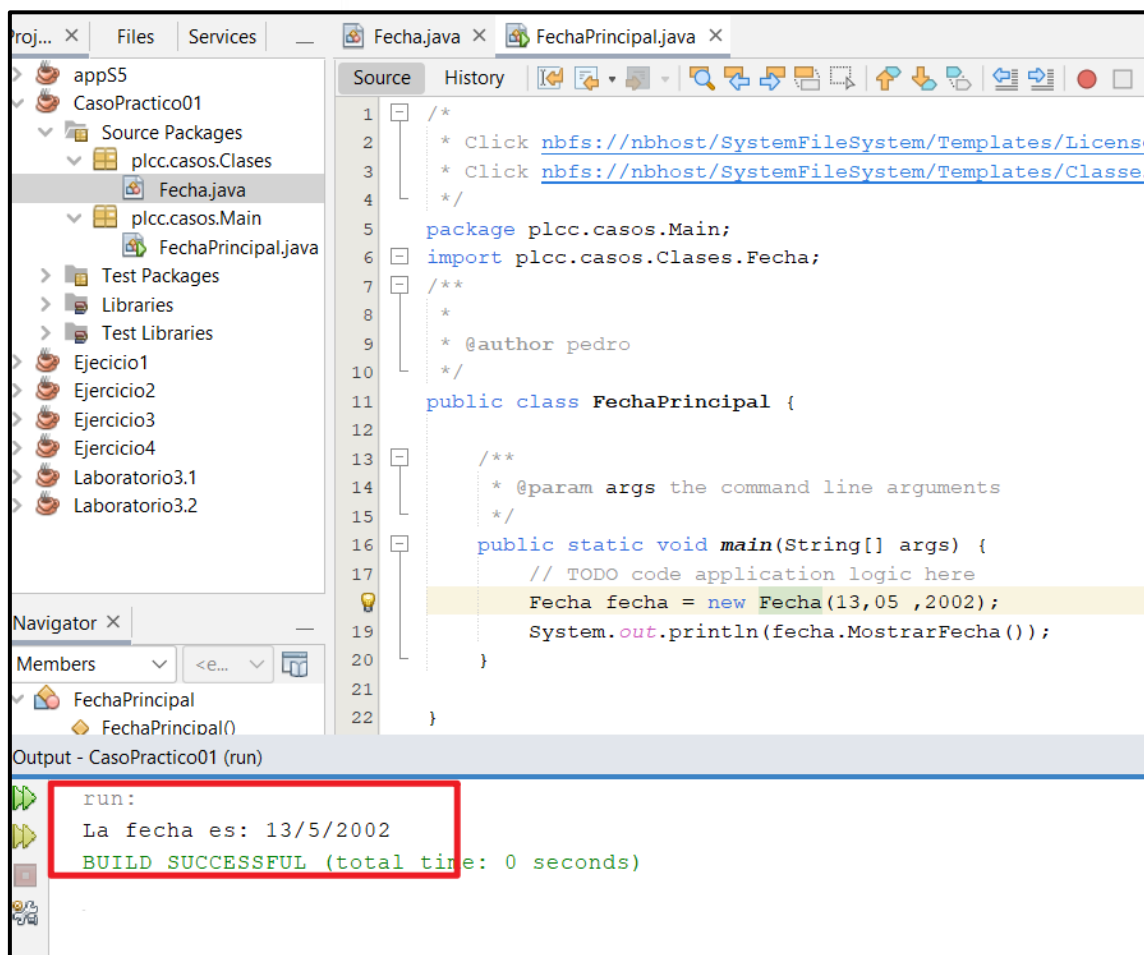 Proj... × Files Services
appS5
CasoPractico01
Source Packages
plcc.casos.Clases
Fecha.java
plcc.casos.Main
FechaPrincipal.java
Test Packages
Libraries
Test Libraries
Ejecicio1
Ejercicio2
Ejercicio3
Ejercicio4
Laboratorio3.1
Laboratorio3.2
Navigator ×
Members <e...
FechaPrincipal
FechaPrincipal()
Fecha.java × FechaPrincipal.java ×
Source History
1 /*
2 * Click nbfs://nbhost/SystemFileSystem/Templates/License
3 * Click nbfs://nbhost/SystemFileSystem/Templates/Classe
4 */
5 package plcc.casos.Main;
6 import plcc.casos.Clases.Fecha;
7 /**
8 *
9 * @author pedro
10 */
11 public class FechaPrincipal {
12
13 /**
14 * @param args the command line arguments
15 */
16 public static void main(String[] args) {
17 // TODO code application logic here
Fecha fecha = new Fecha(13,05 ,2002);
19 System.out.println(fecha.MostrarFecha());
20 }
21
22 }
Output - CasoPractico01 (run)
run:
La fecha es: 13/5/2002
BUILD SUCCESSFUL (total time: 0 seconds)